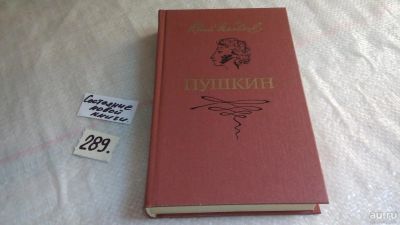 ПУШКИН
Состояние
новой
книги.
289.
au.ru